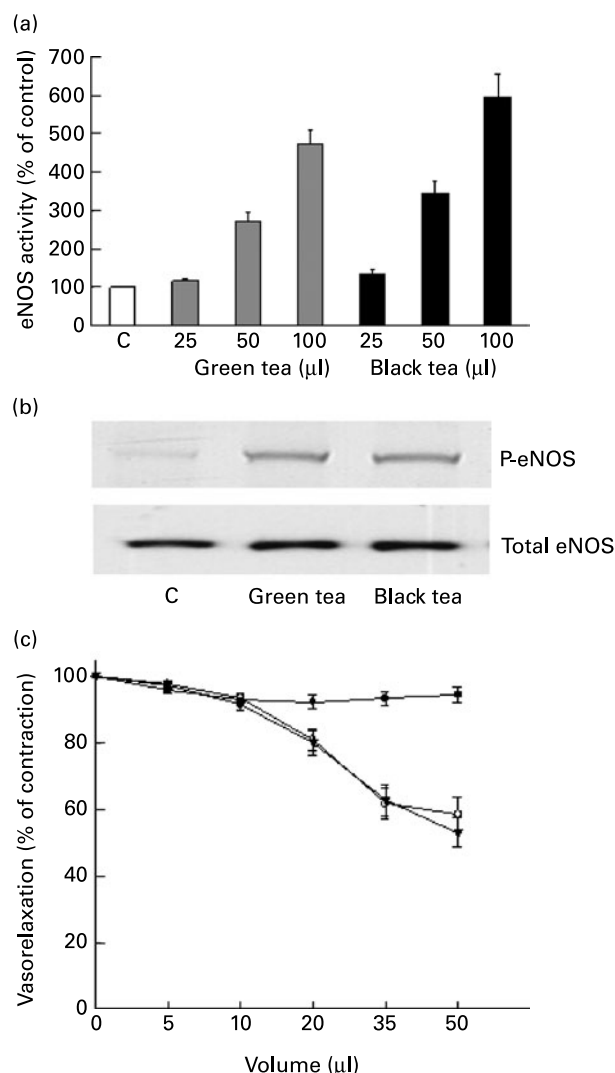 (a)
eNOS activity (% of control)
700
600
500
400
300
200
100
0
C 25 50 100 25 50 100
Green tea (μl) Black tea (μl)
(b)
P-eNOS
Total eNOS
C Green tea Black tea
(c)
Vasorelaxation (% of contraction)
100
80
60
40
20
0
0 5 10 20 35 50
Volume (μl)